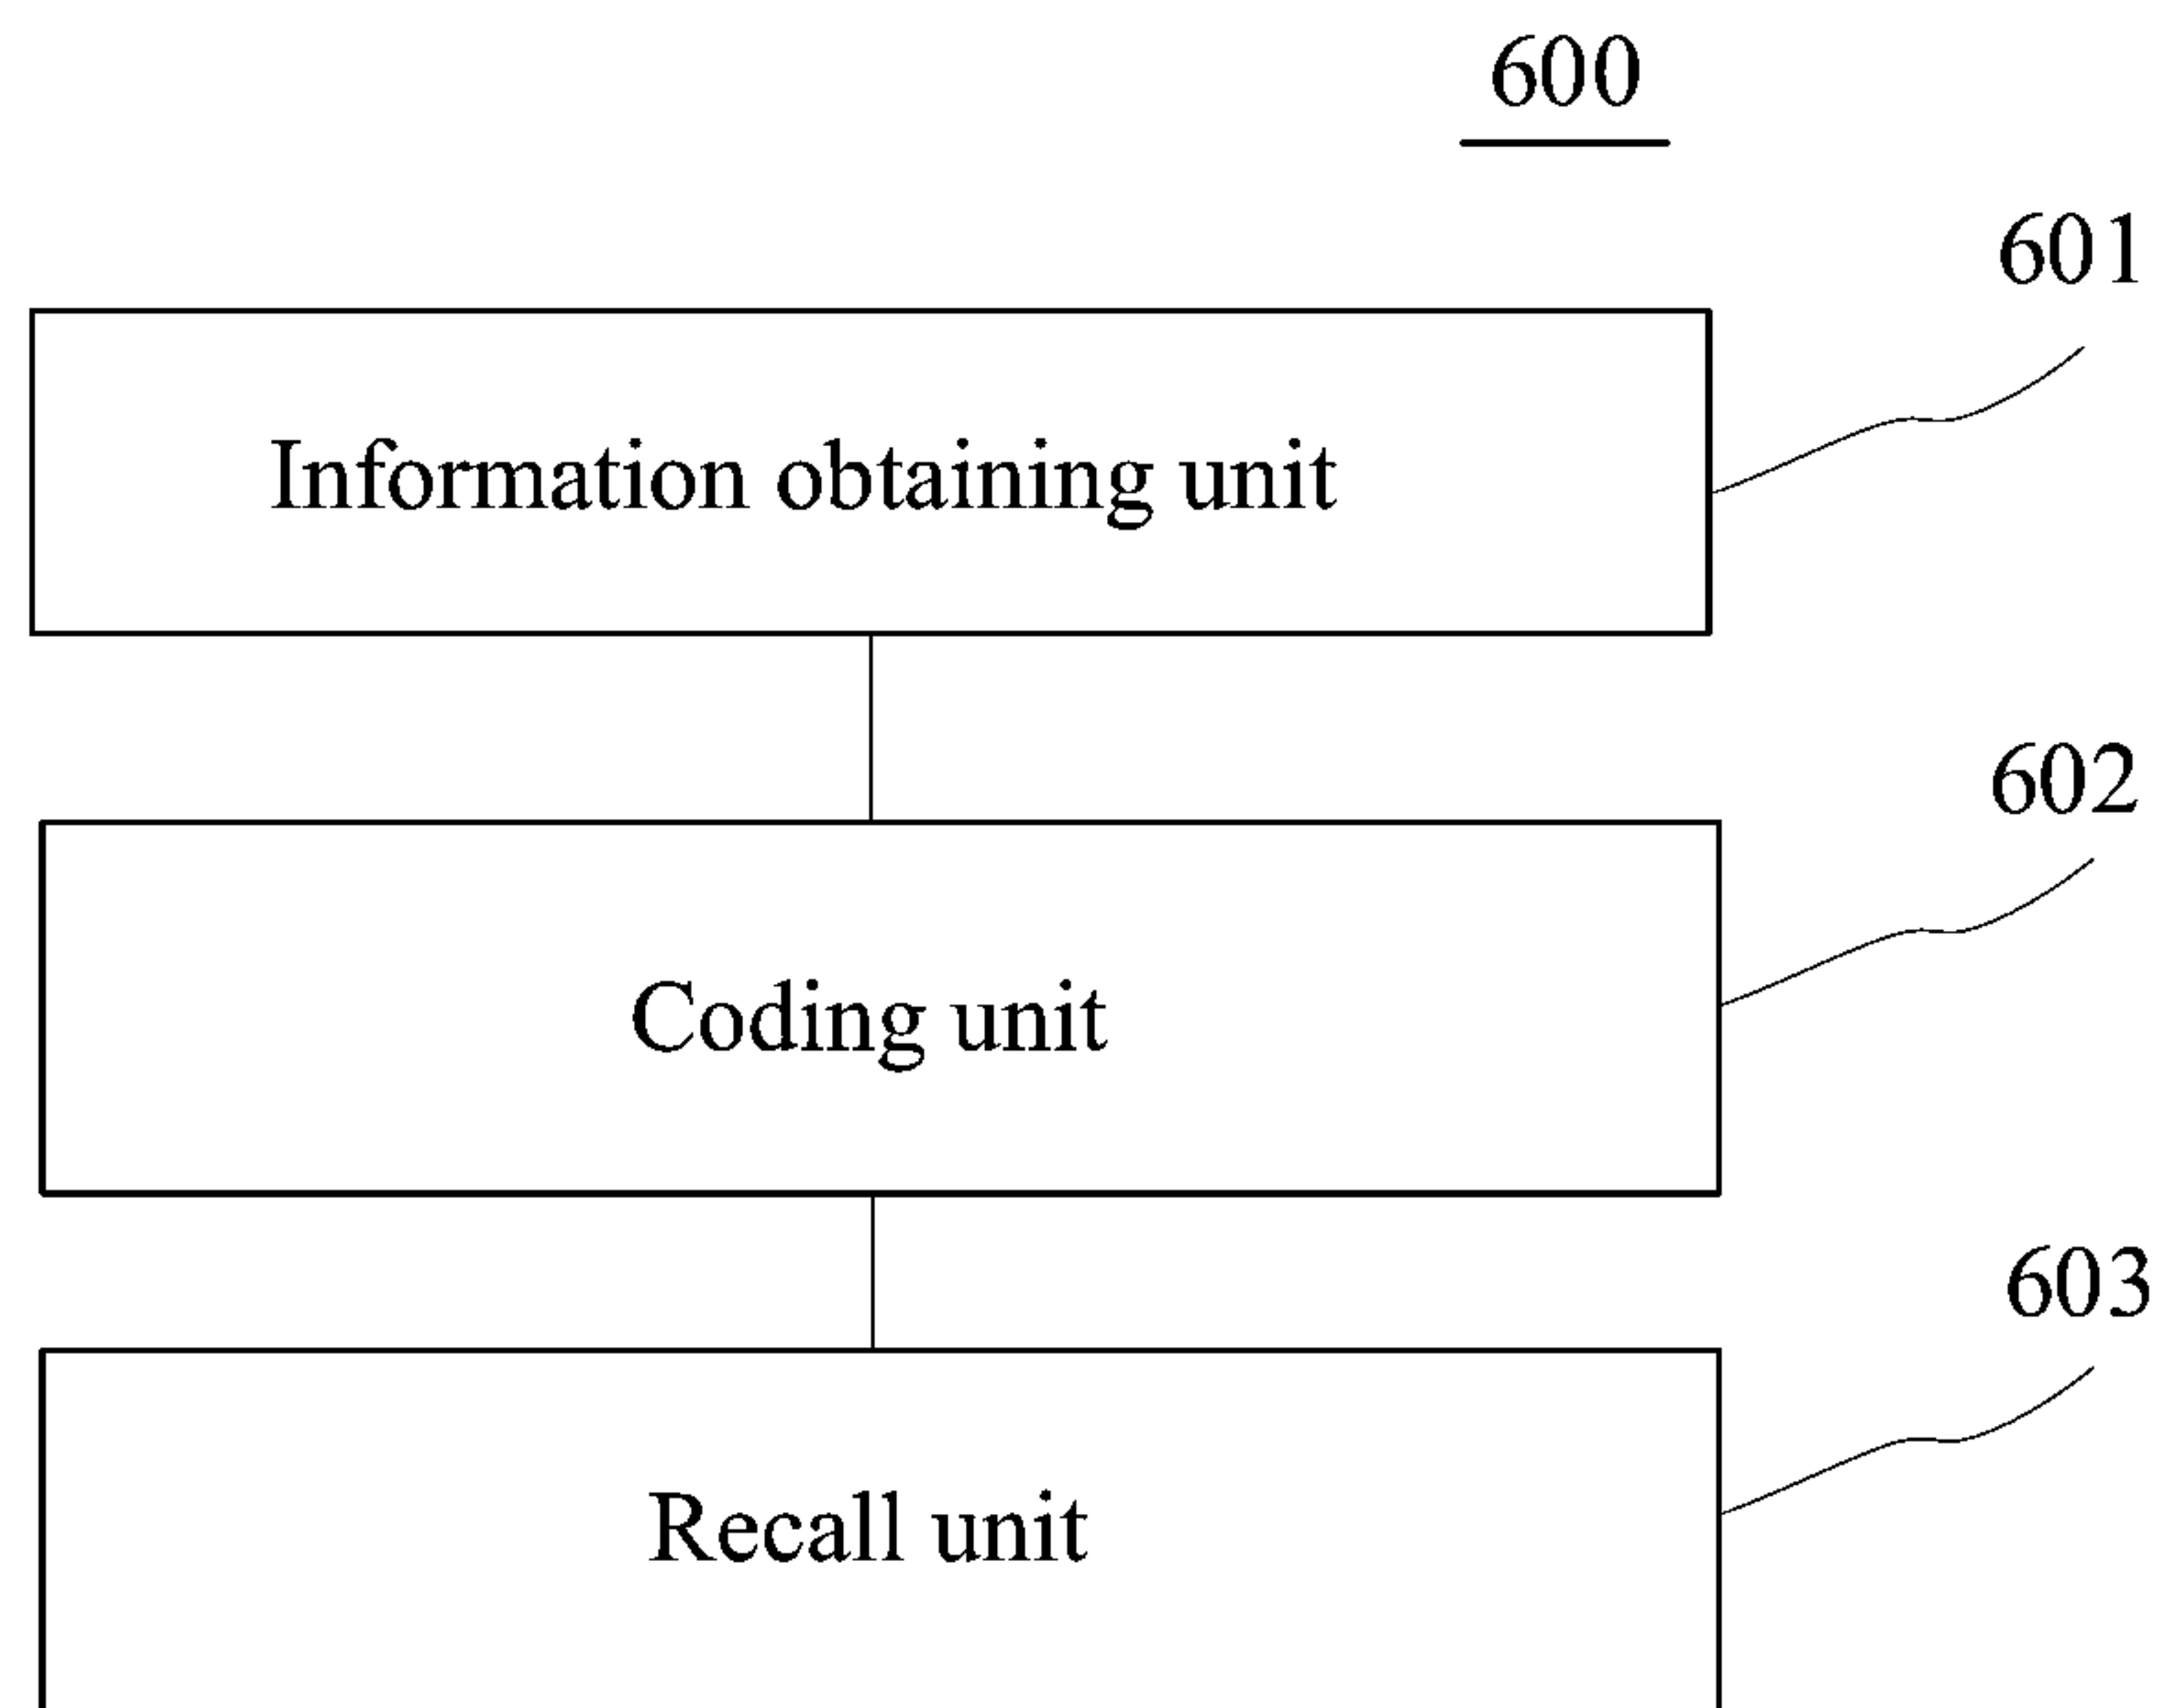 600
601
Information obtaining unit
602
Coding unit
603
Recall unit